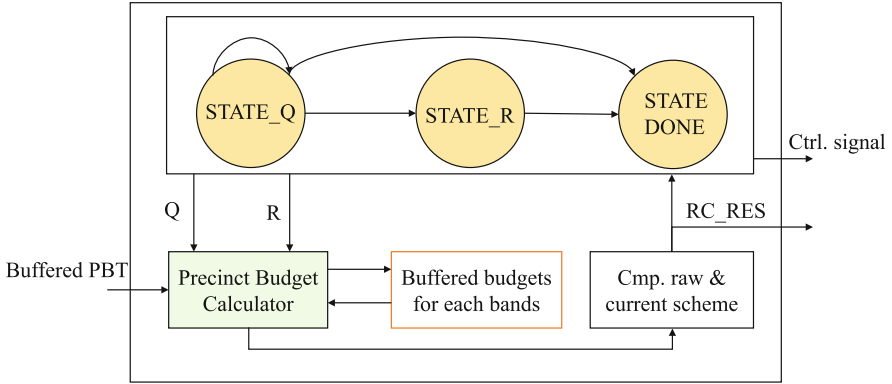 STATE_Q
STATE_R
STATE
DONE
Ctrl. signal
Q
R
RC_RES
Buffered PBT
Precinct Budget
Calculator
Buffered budgets
for each bands
Cmp. raw &
current scheme